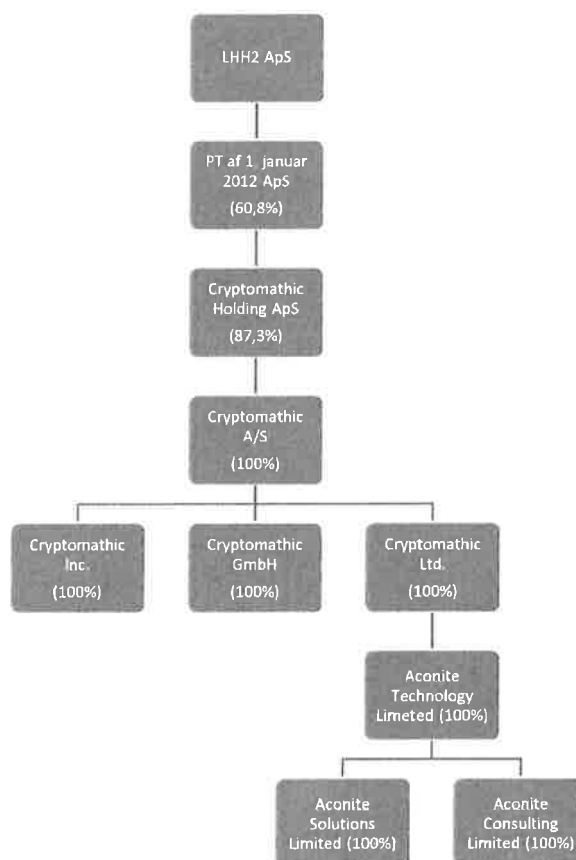 LHH2 ApS
PT af 1. januar
2012 ApS
(60,8%)
Cryptomathic
Holding ApS
(87,3%)
Cryptomathic
A/S
(100%)
Cryptomathic
Inc.
(100%)
Cryptomathic
GmbH
(100%)
Cryptomathic
Ltd.
(100%)
Aconite
Technology
Limeted (100%)
Aconite
Solutions
Limited (100%)
Aconite
Consulting
Limited (100%)